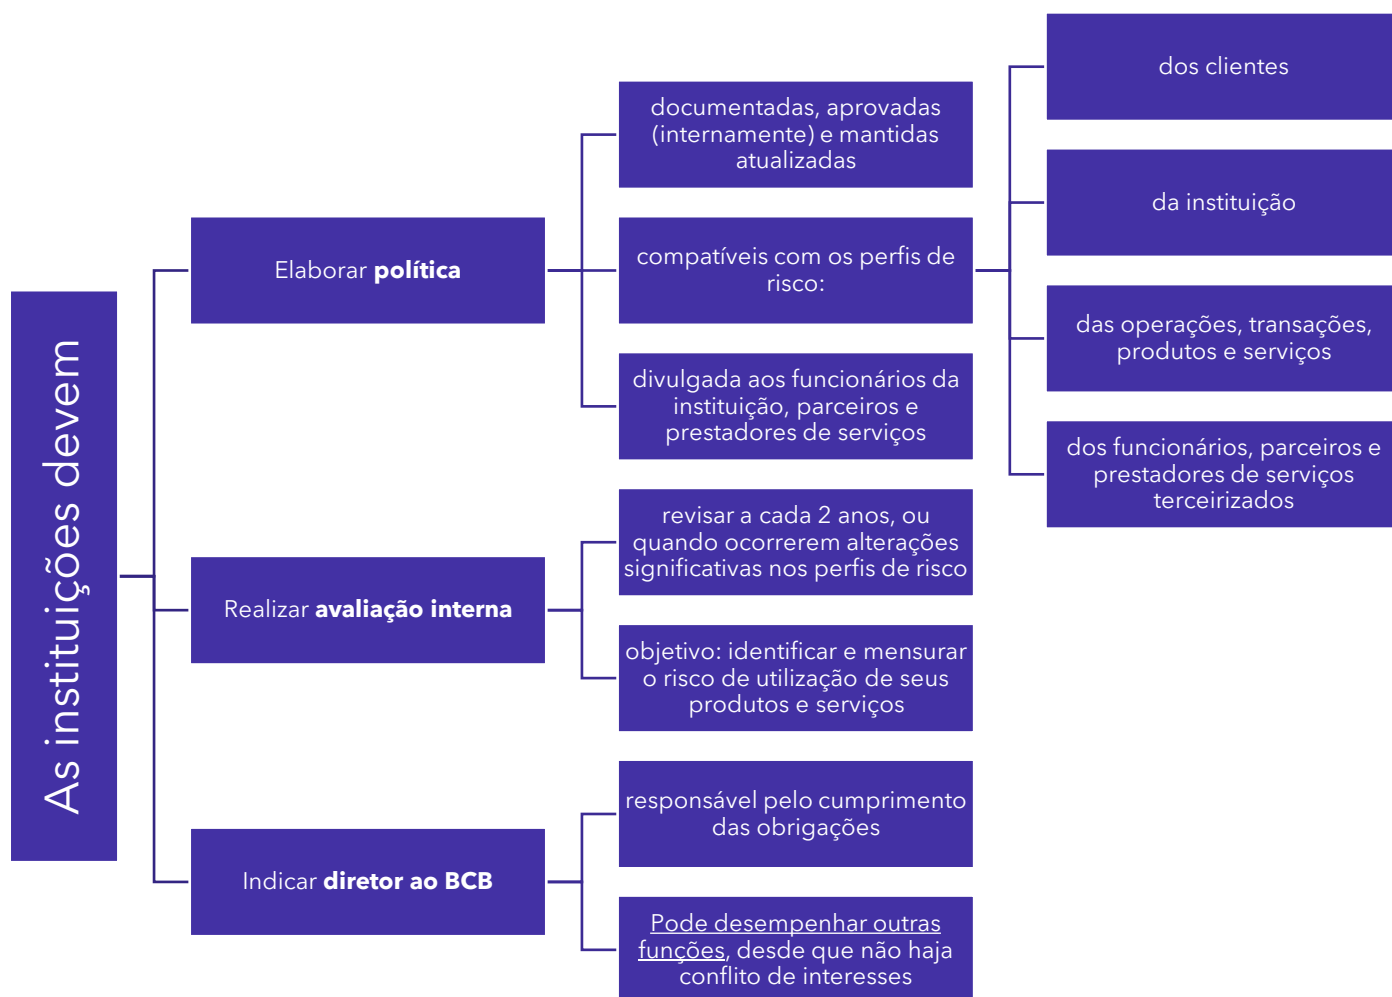 As instituições devem
Elaborar política
documentadas, aprovadas
(internamente) e mantidas
atualizadas
compatíveis com os perfis de
risco:
dos clientes
da instituição
das operações, transações,
produtos e serviços
dos funcionários, parceiros e
prestadores de serviços
terceirizados
divulgada aos funcionários da
instituição, parceiros e
prestadores de serviços
Realizar avaliação interna
revisar a cada 2 anos, ou
quando ocorrerem alterações
significativas nos perfis de risco
objetivo: identificar e mensurar
o risco de utilização de seus
produtos e serviços
Indicar diretor ao BCB
responsável pelo cumprimento
das obrigações
Pode desempenhar outras
funções, desde que não haja
conflito de interesses